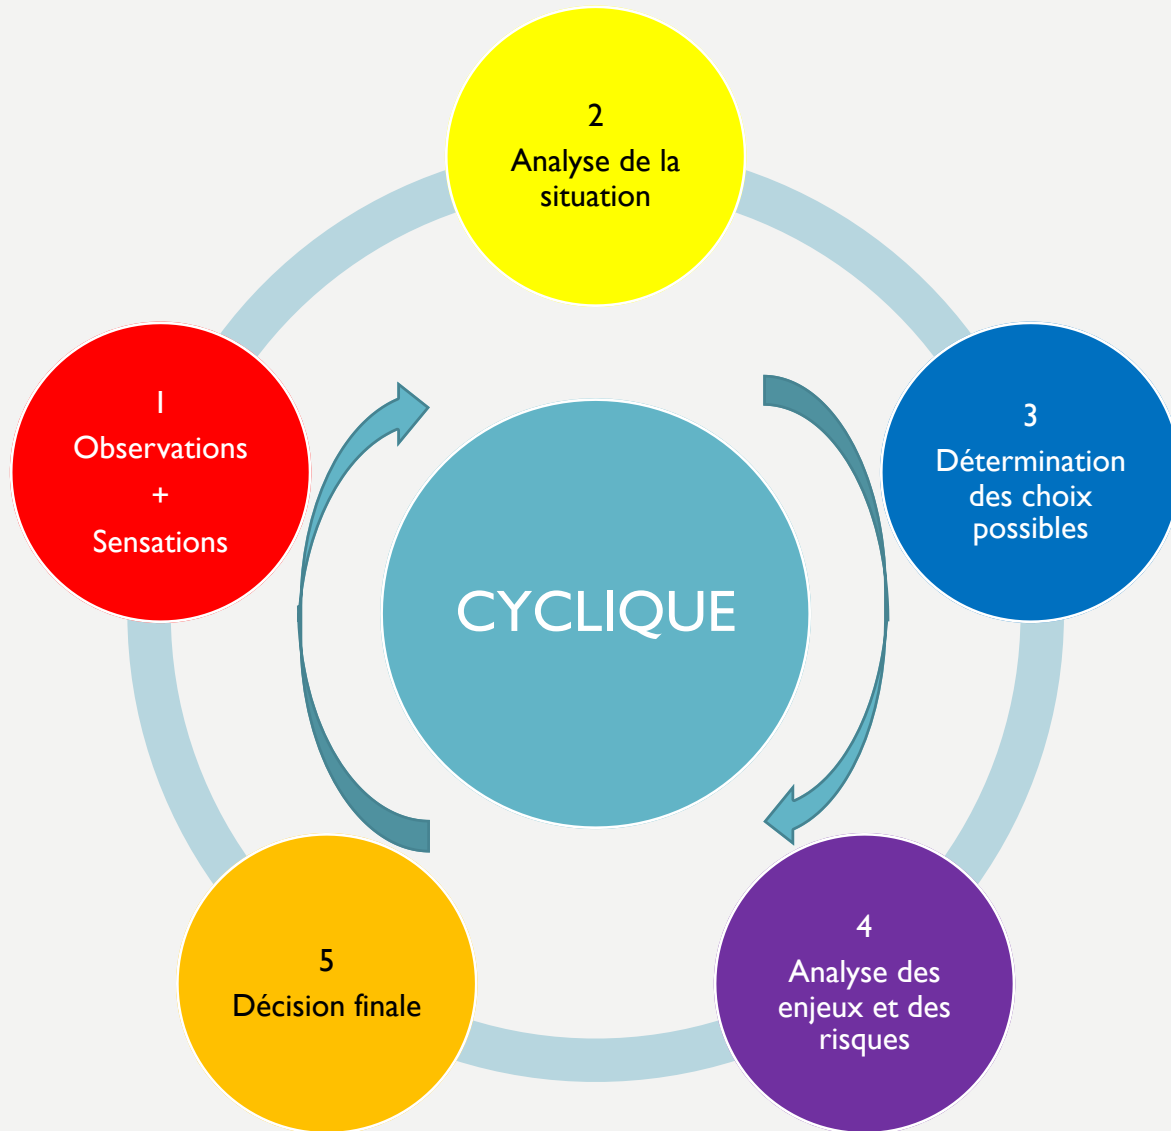 1
Observations
+
Sensations
2
Analyse de la
situation
3
Détermination
des choix
possibles
4
Analyse des
enjeux et des
risques
5
Décision finale
CYCLIQUE